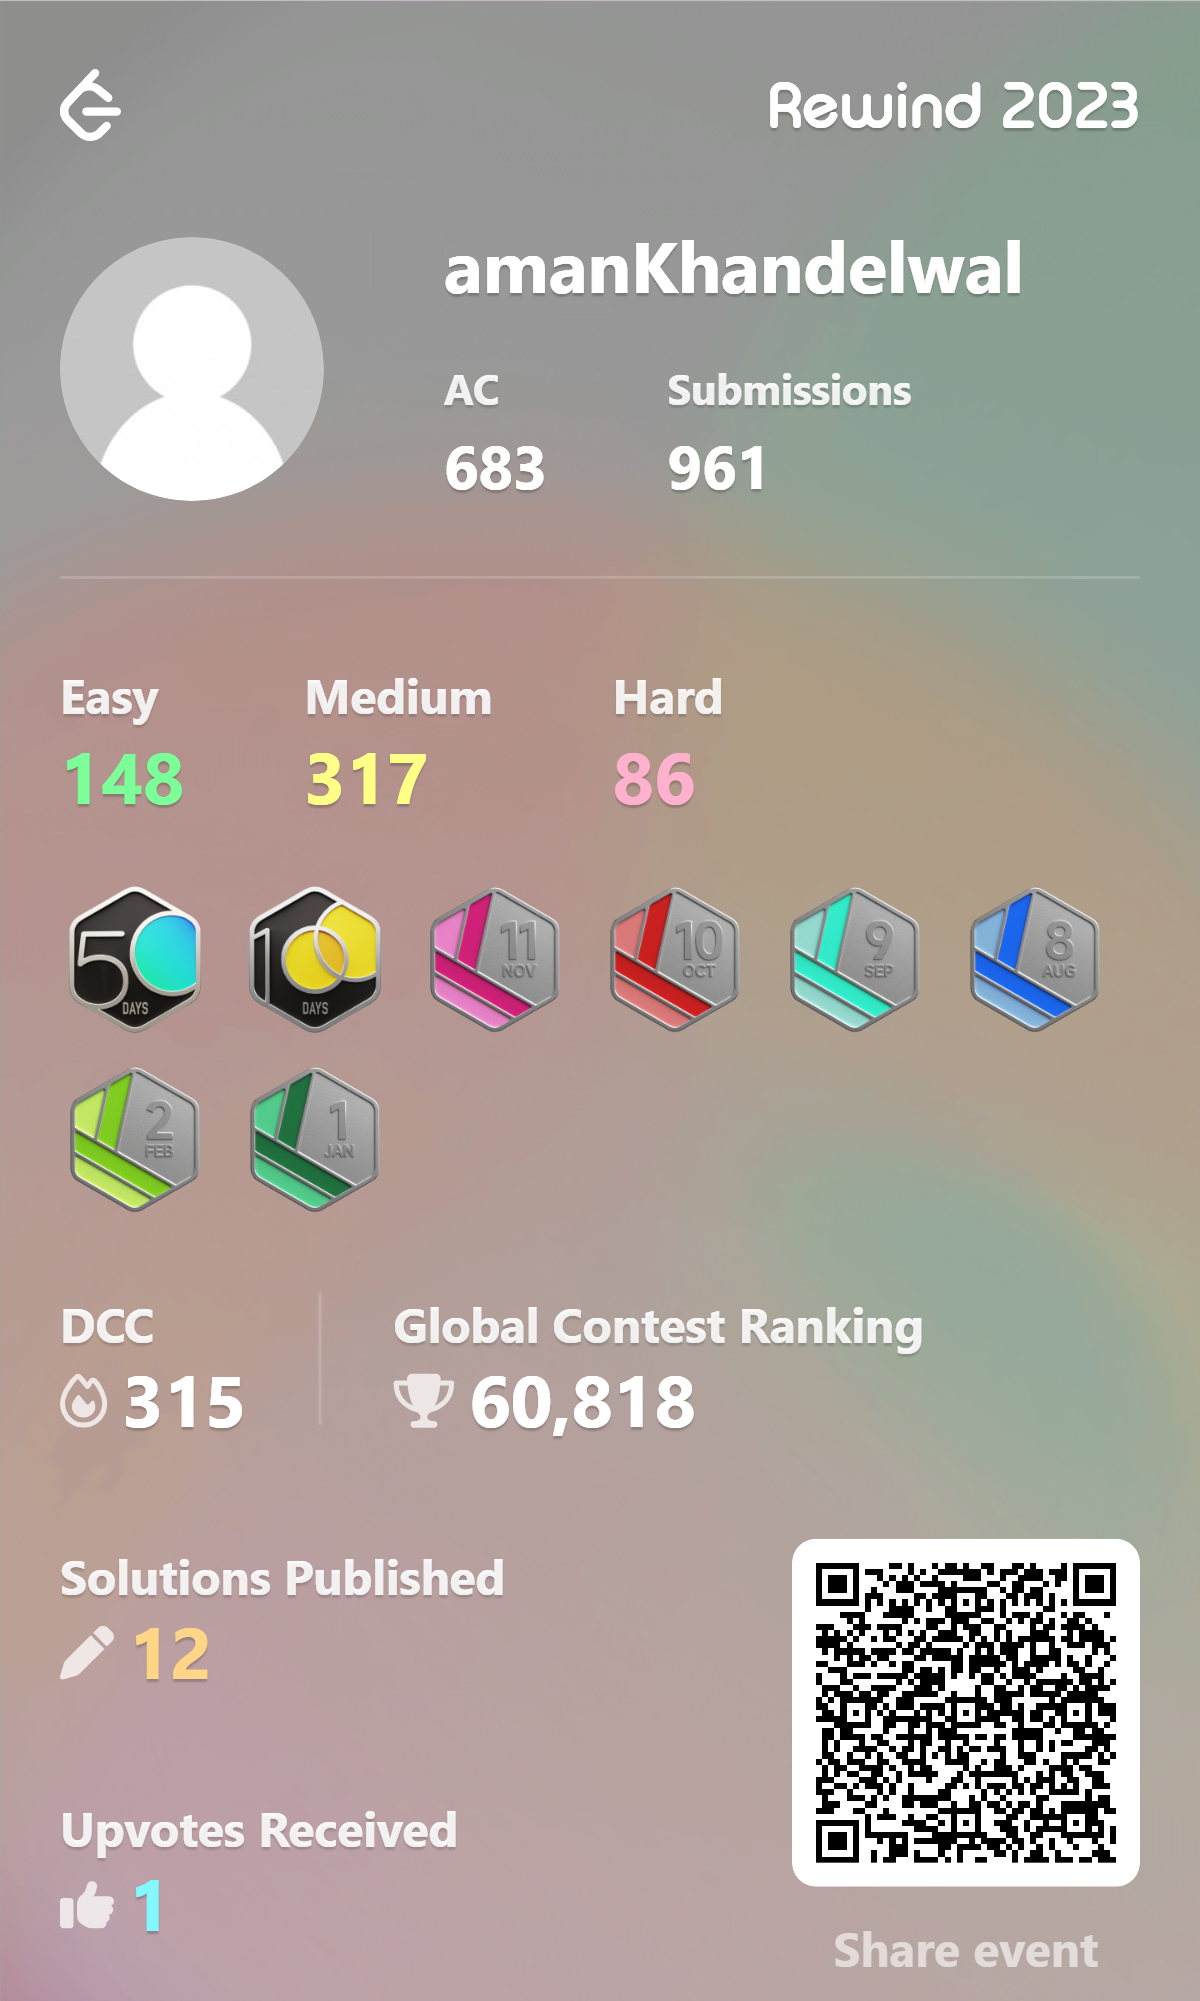 Rewind 2023
amanKhandelwal
AC Submissions
683 961
Easy Medium Hard
148 317 86
50 DAYS
100 DAYS
11 NOV
10 OCT
9 SEP
8 AUG
2 FEB
1 JAN
DCC Global Contest Ranking
315 60,818
Solutions Published
12
Upvotes Received
1
Share event